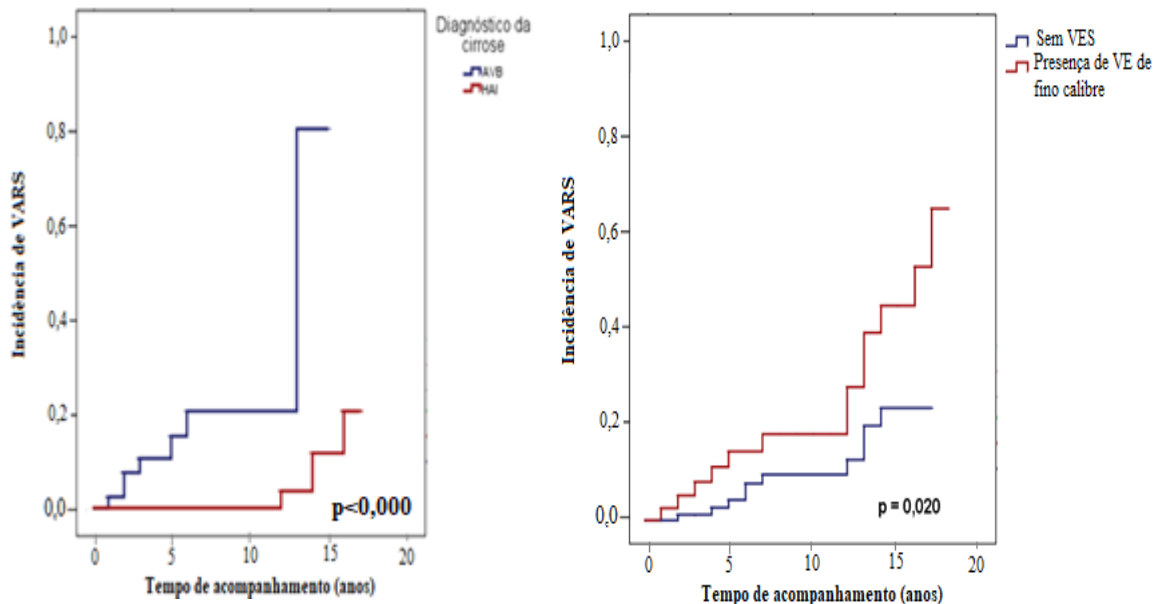 Diagnóstico da
cirrose
AVB
HAI
1,0
0,8
0,6
0,4
0,2
0,0
Incidência de VARS
p<0,000
0 5 10 15 20
Tempo de acompanhamento (anos)
Sem VES
Presença de VE de
fino calibre
1,0
0,8
0,6
0,4
0,2
0,0
Incidência de VARS
p = 0,020
0 5 10 15 20
Tempo de acompanhamento (anos)